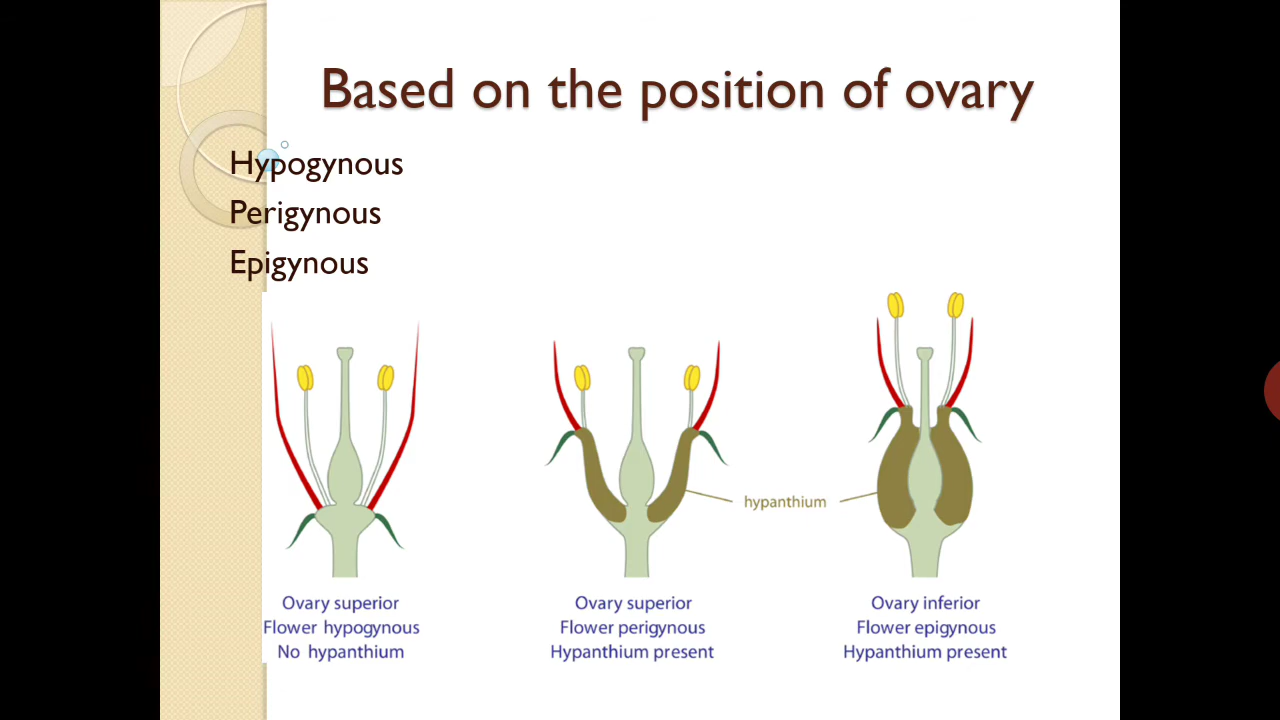 Based on the position of ovary
Hypogynous
Perigynous
Epigynous
hypanthium
Ovary superior
Flower hypogynous
No hypanthium
Ovary superior
Flower perigynous
Hypanthium present
Ovary inferior
Flower epigynous
Hypanthium present